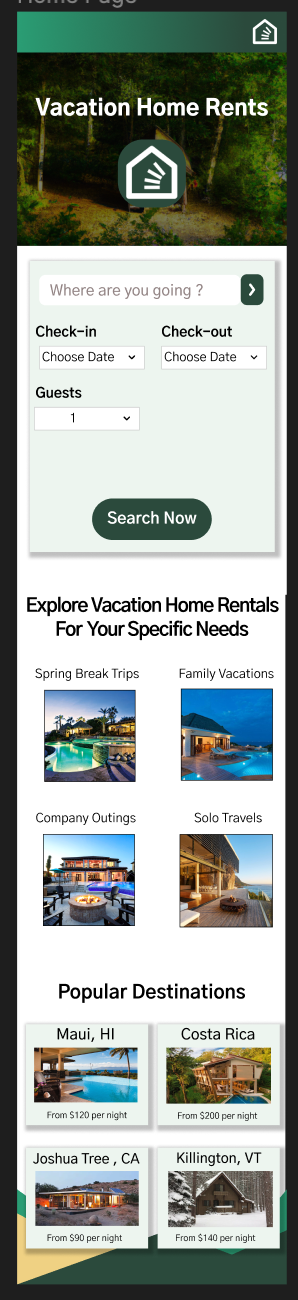 Home Page
Vacation Home Rents
Where are you going ?
Check-in
Check-out
Choose Date
Choose Date
Guests
1
Search Now
Explore Vacation Home Rentals
For Your Specific Needs
Spring Break Trips
Family Vacations
Company Outings
Solo Travels
Popular Destinations
Maui, HI
From $120 per night
Costa Rica
From $200 per night
Joshua Tree , CA
From $90 per night
Killington, VT
From $140 per night